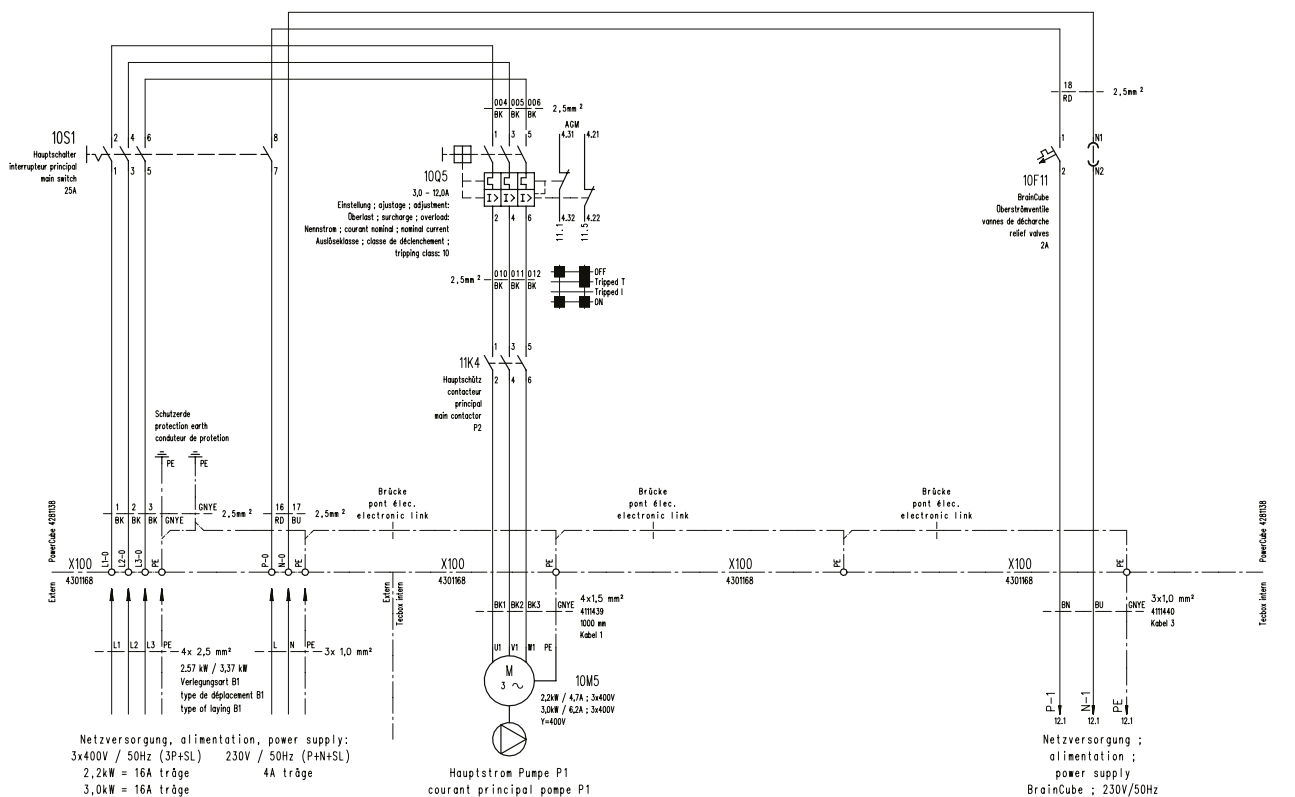 004 005 006
BK BK BK
2,5mm²
AGM
18
RD
2,5mm²
10S1
Hauptschalter
interrupteur principal
main switch
25A
2 4 6
1 3 5
8
7
1 3 5
4.31 4.21
10Q5
3,0 - 12,0A
Einstellung ; ajustage ; adjustment:
Überlast ; surcharge ; overload:
Nennstrom ; courant nominal ; nominal current
Auslöseklasse ; classe de déclenchement ;
tripping class: 10
I> I> I>
2 4 6
4.32 4.22
11.1 11.5
1 N1
2 N2
10F11
BrainCube
Überströmventile
vannes de décharche
relief valves
2A
2,5mm²
010 011 012
BK BK BK
OFF
Tripped T
Tripped I
ON
11K4
Hauptschütz
contacteur
principal
main contactor
P2
1 3 5
2 4 6
Schutzerde
protection earth
conduteur de protetion
PE PE
1 2 3
BK BK BK GNYE
GNYE
2,5mm²
16 17
RD BU
2,5mm²
Brücke
pont élec.
electronic link
Brücke
pont élec.
electronic link
Brücke
pont élec.
electronic link
PowerCube 4281138
Extern
X100
4301168
L1-0 L2-0 L3-0 PE
P-0 N-0 PE
Extern
Tecbox intern
X100
4301168
PE
X100
4301168
PE
X100
4301168
PE
PowerCube 4281138
Tecbox intern
L1 L2 L3 PE
4x 2,5 mm²
2.57 kW / 3,37 kW
Verlegungsart B1
type de déplacement B1
type of laying B1
L N PE
3x 1,0 mm²
BK1 BK2 BK3 GNYE
4x1,5 mm²
4111439
1000 mm
Kabel 1
U1 V1 W1 PE
M
3 ~
10M5
2,2kW / 4,7A ; 3x400V
3,0kW / 6,2A ; 3x400V
Y=400V
BN BU GNYE
3x1,0 mm²
4111440
Kabel 3
P-1 N-1 PE
12.1 12.1 12.1
Netzversorgung, alimentation, power supply:
3x400V / 50Hz (3P+SL) 230V / 50Hz (P+N+SL)
2,2kW = 16A träge 4A träge
3,0kW = 16A träge
Hauptstrom Pumpe P1
courant principal pompe P1
Netzversorgung ;
alimentation ;
power supply
BrainCube ; 230V/50Hz